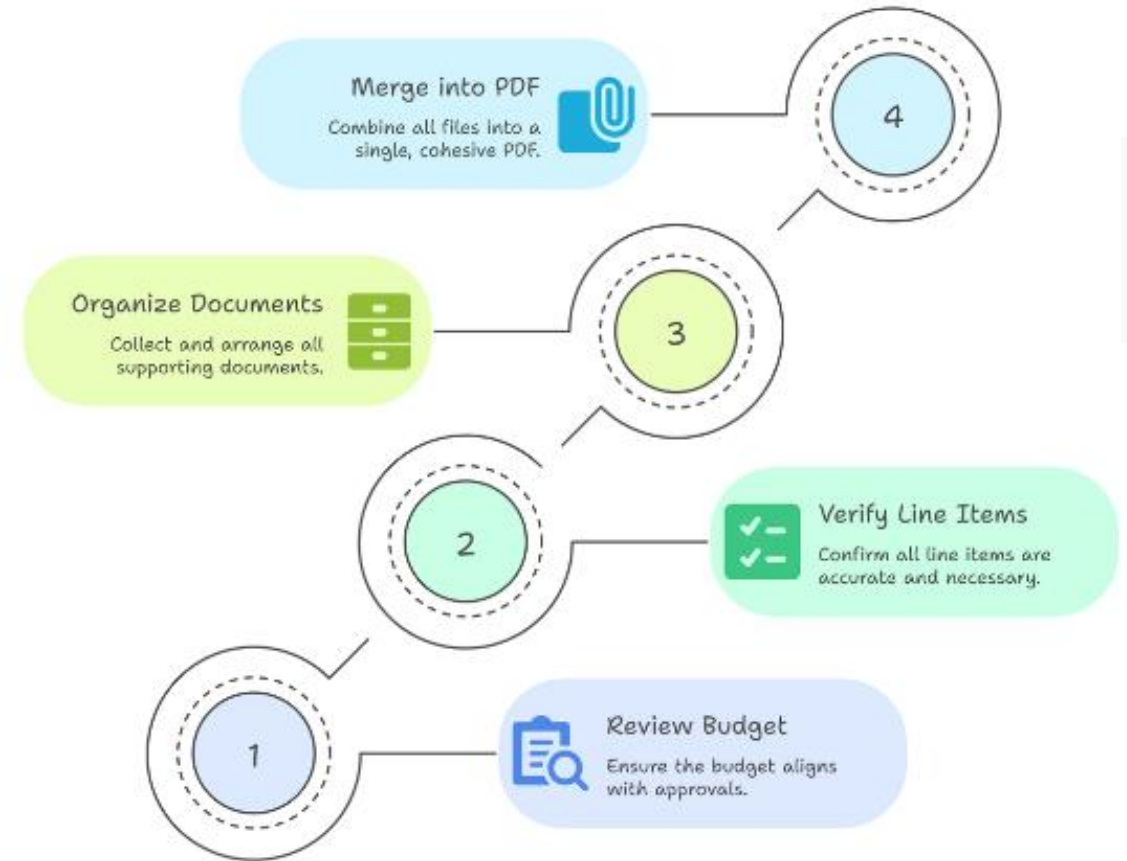 Merge into PDF
Combine all files into a
single, cohesive PDF.
4
Organize Documents
Collect and arrange all
supporting documents.
3
2
Verify Line Items
Confirm all line items are
accurate and necessary.
1
Review Budget
Ensure the budget aligns
with approvals.